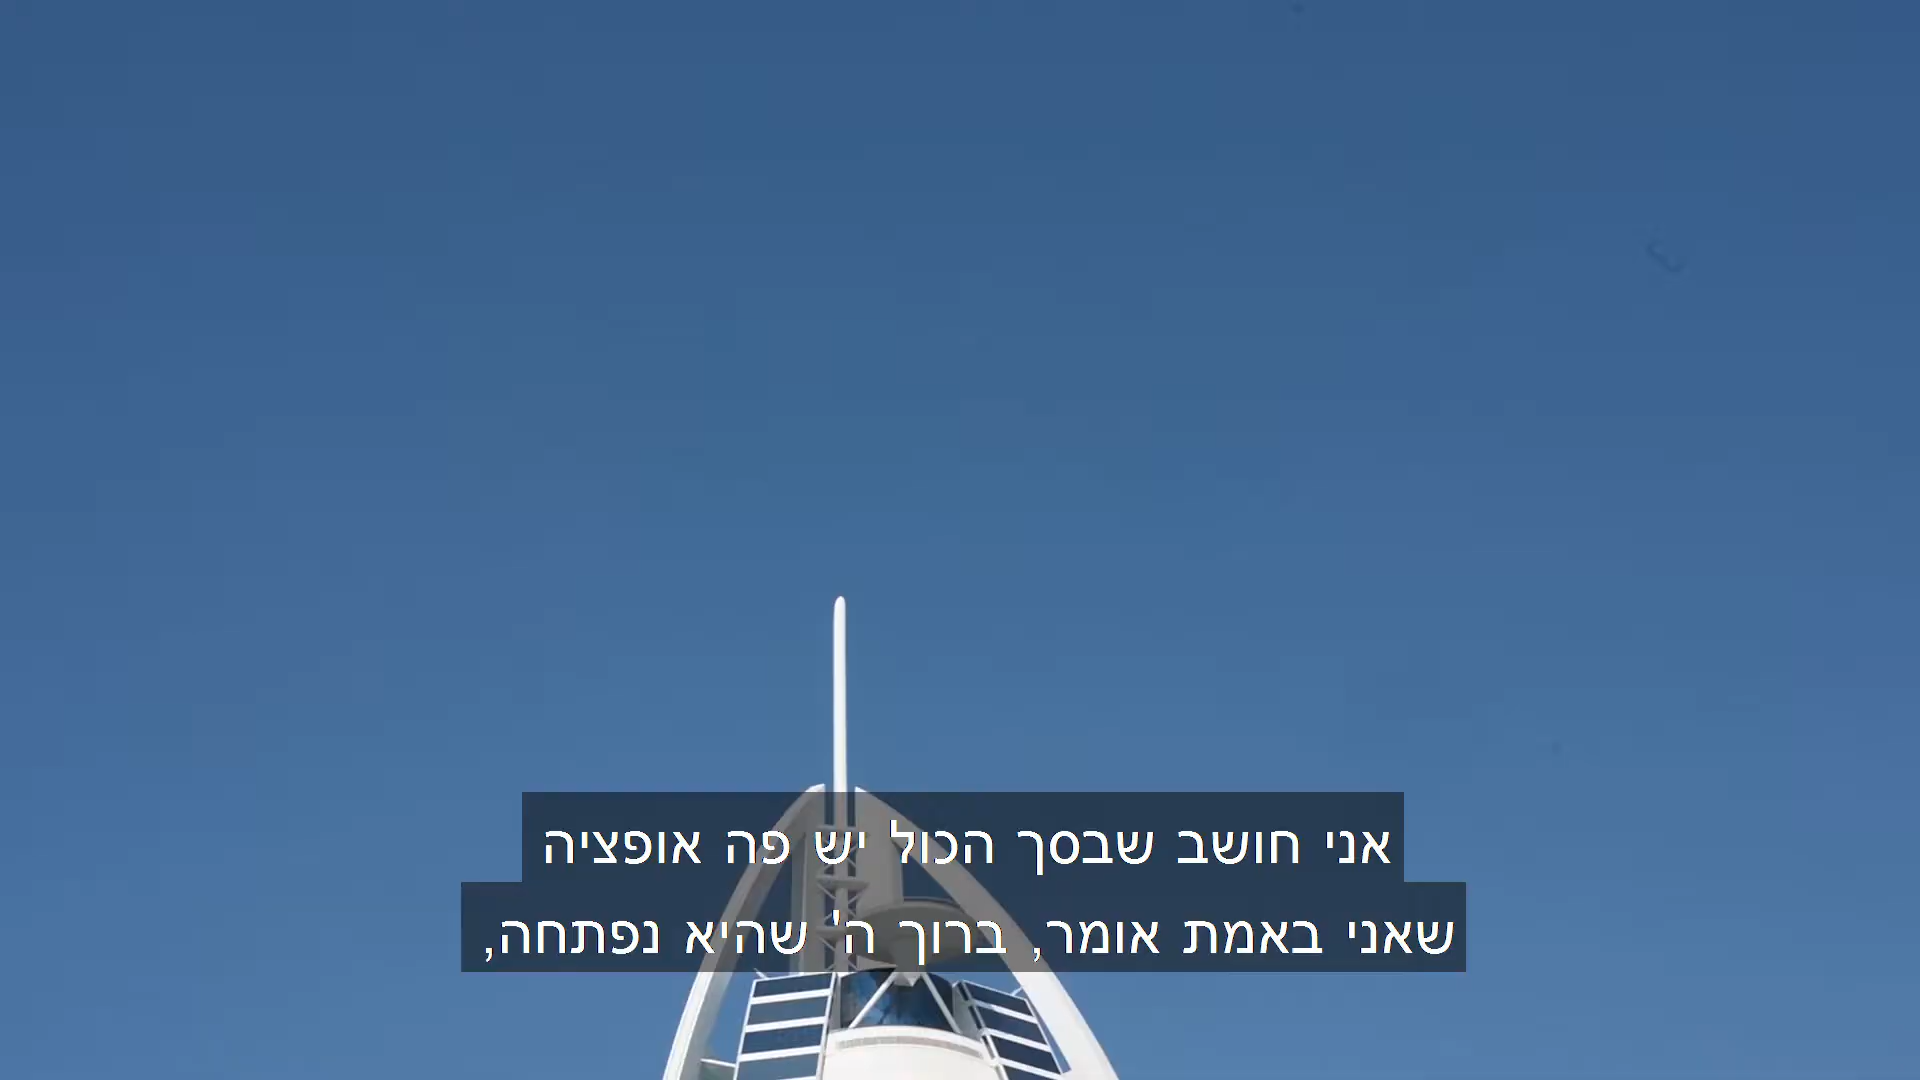 אני חושב שבסך הכול יש פה אופציה
שאני באמת אומר, ברוך ה' שהיא נפתחה,